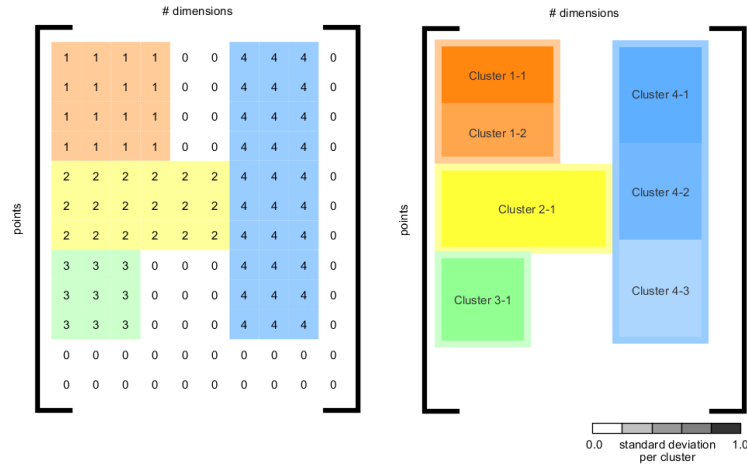 # dimensions
points
1 1 1 1 0 0 4 4 4 0
1 1 1 1 0 0 4 4 4 0
1 1 1 1 0 0 4 4 4 0
1 1 1 1 0 0 4 4 4 0
2 2 2 2 2 2 4 4 4 0
2 2 2 2 2 2 4 4 4 0
2 2 2 2 2 2 4 4 4 0
3 3 3 0 0 0 4 4 4 0
3 3 3 0 0 0 4 4 4 0
3 3 3 0 0 0 4 4 4 0
0 0 0 0 0 0 0 0 0 0
0 0 0 0 0 0 0 0 0 0
# dimensions
points
Cluster 1-1
Cluster 4-1
Cluster 1-2
Cluster 4-2
Cluster 2-1
Cluster 3-1
Cluster 4-3
0.0 standard deviation 1.0
per cluster